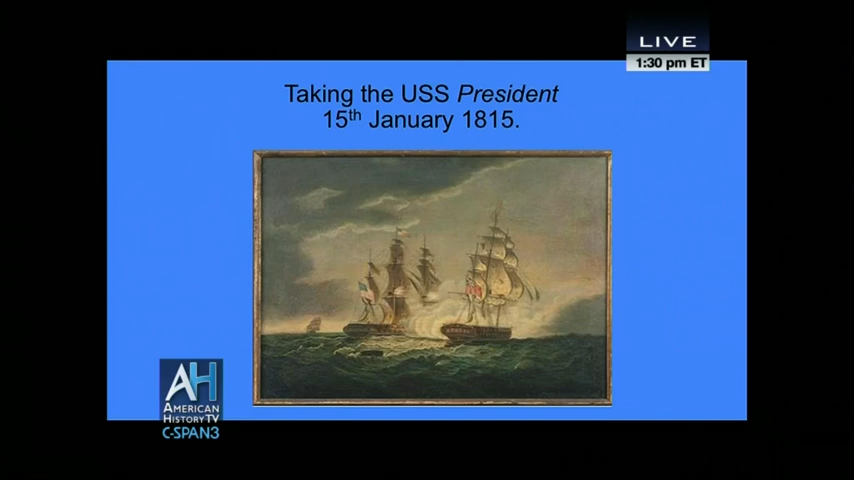 LIVE
1:30 pm ET
Taking the USS President
15th January 1815.
AH
AMERICAN
HISTORY TV
C-SPAN3